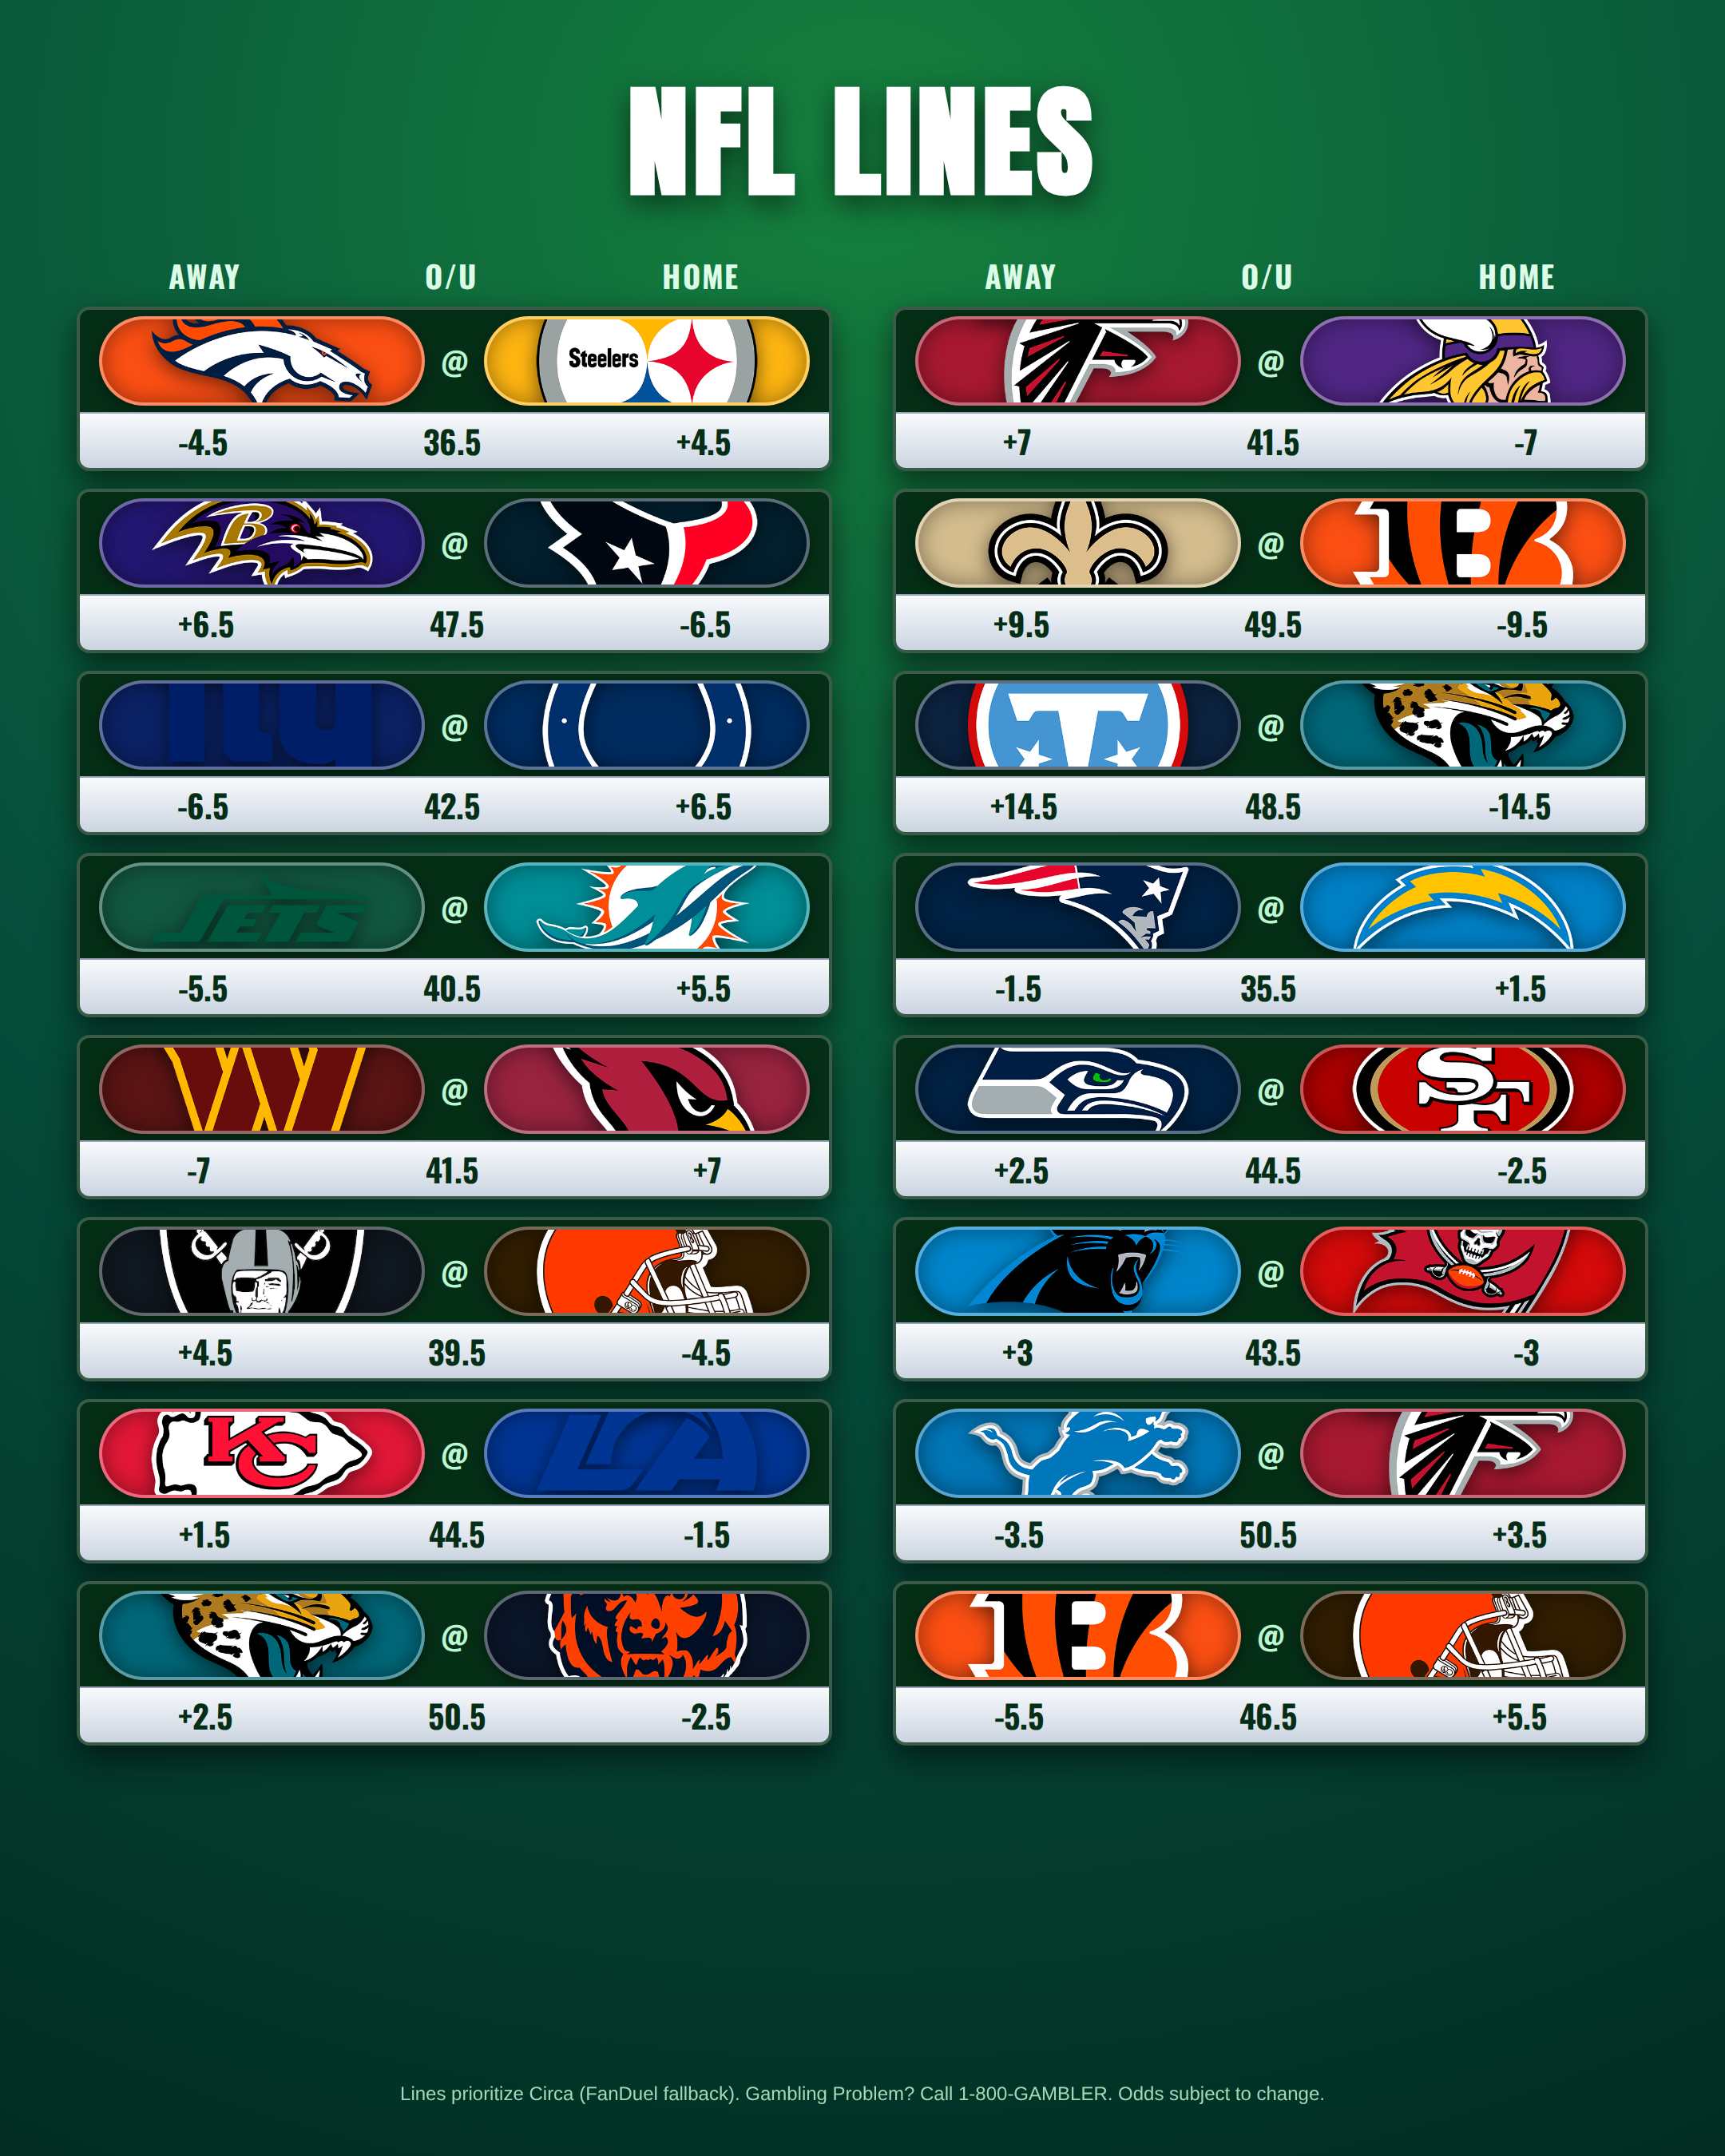 NFL LINES
AWAY O/U HOME AWAY O/U HOME
@ Steelers @
-4.5 36.5 +4.5 +7 41.5 -7
B @ @ B
+6.5 47.5 -6.5 +9.5 49.5 -9.5
ny @ T @
-6.5 42.5 +6.5 +14.5 48.5 -14.5
JETS @ @
-5.5 40.5 +5.5 -1.5 35.5 +1.5
W @ @ SF
-7 41.5 +7 +2.5 44.5 -2.5
@ @
+4.5 39.5 -4.5 +3 43.5 -3
KC @ LA @
+1.5 44.5 -1.5 -3.5 50.5 +3.5
@ B @
+2.5 50.5 -2.5 -5.5 46.5 +5.5
Lines prioritize Circa (FanDuel fallback). Gambling Problem? Call 1-800-GAMBLER. Odds subject to change.